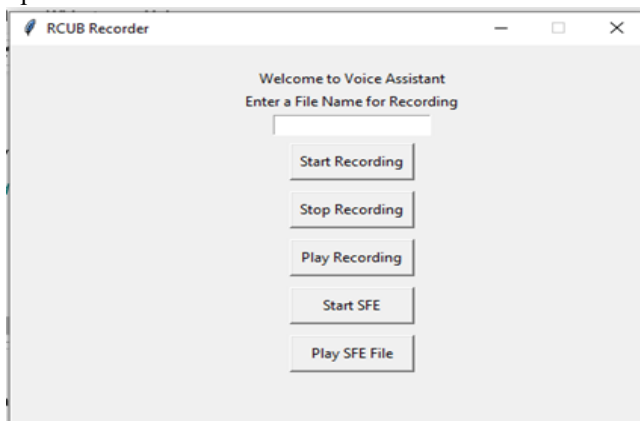 RCUB Recorder
Welcome to Voice Assistant
Enter a File Name for Recording
Start Recording
Stop Recording
Play Recording
Start SFE
Play SFE File